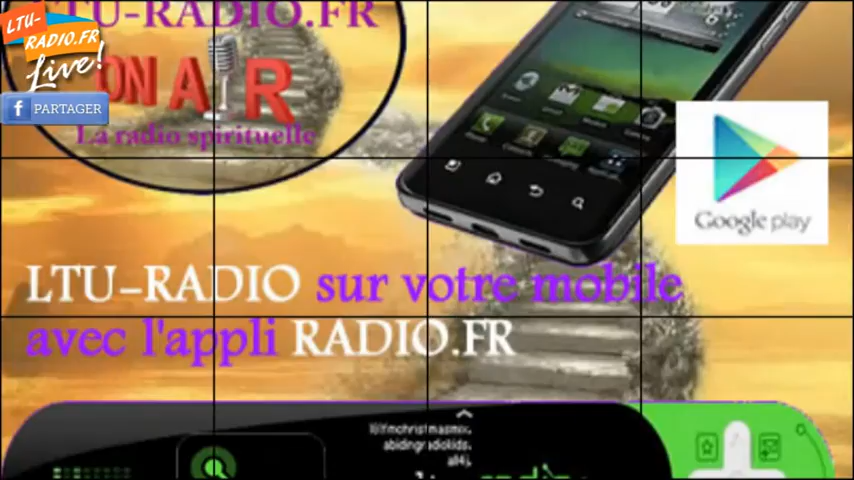 LTU-RADIO.FR
LTU-
RADIO.FR
Live!
ON AIR
PARTAGER
La radio spirituelle
Google play
LTU-RADIO sur votre mobile
avec l'appli RADIO.FR